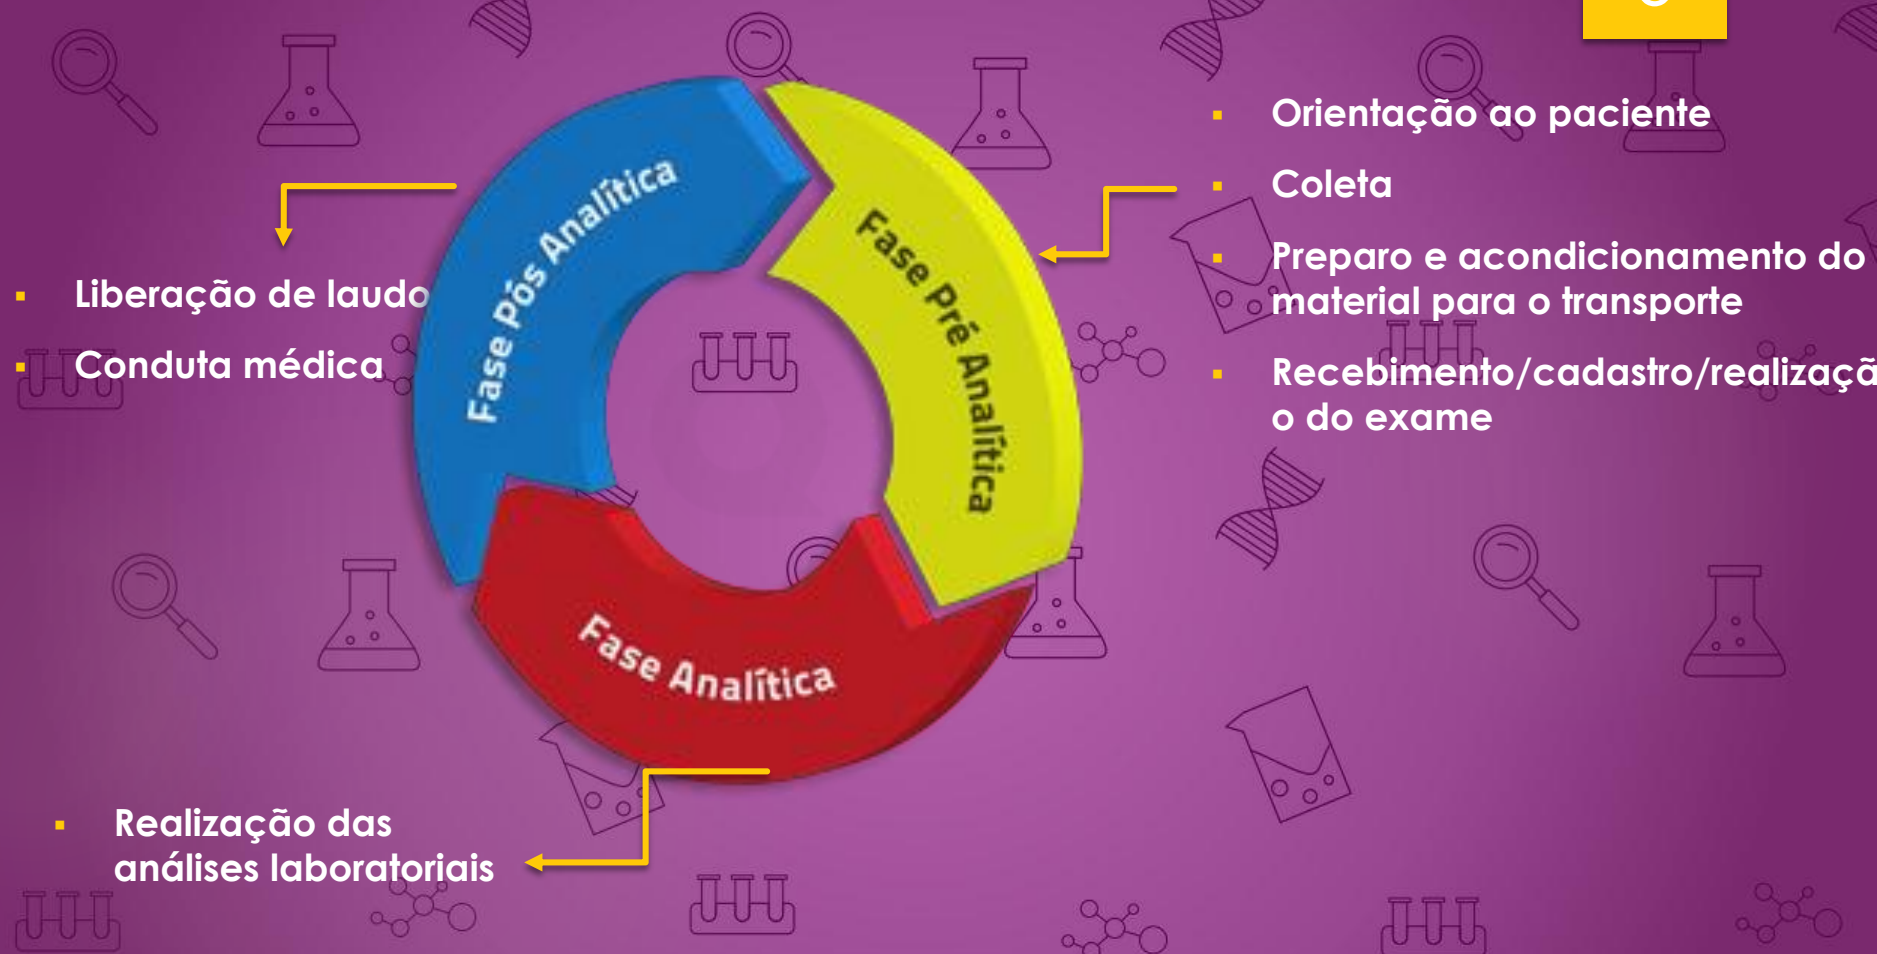 Fase Pós Analítica
Fase Pré Analítica
Fase Analítica
Liberação de laudo
Conduta médica
Orientação ao paciente
Coleta
Preparo e acondicionamento do
material para o transporte
Recebimento/cadastro/realizaçã
o do exame
Realização das
análises laboratoriais